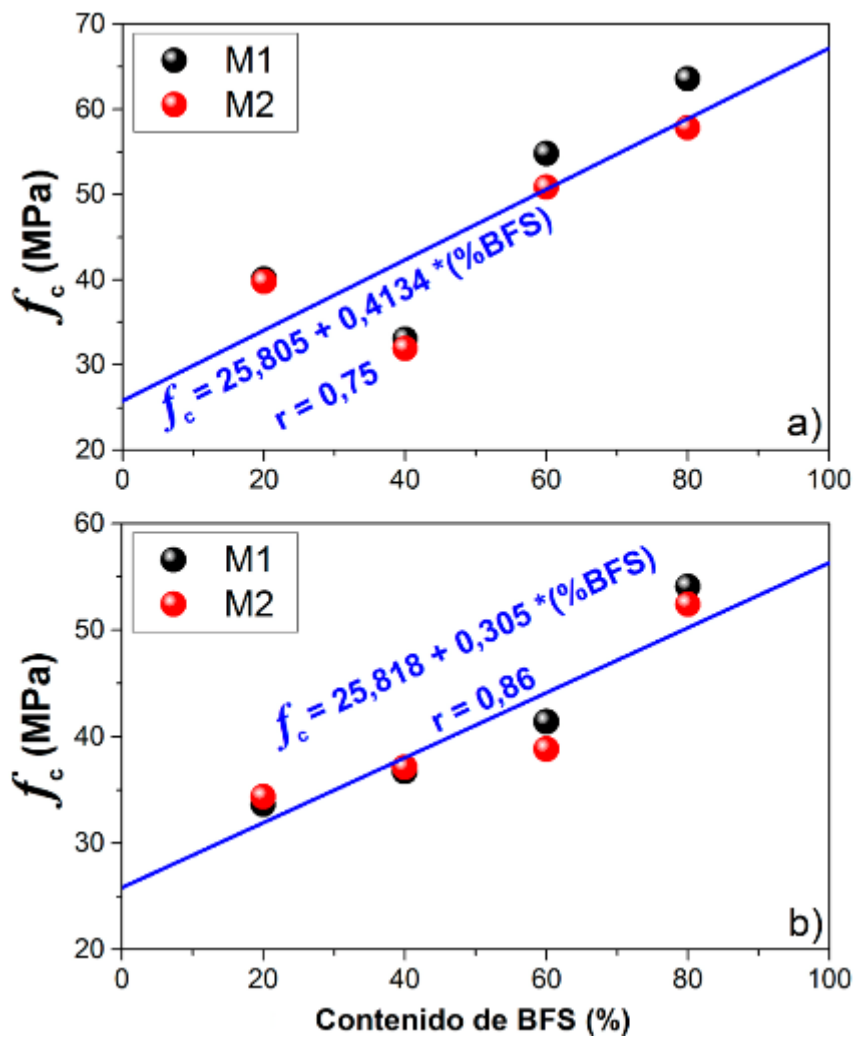 70
60
50
40
30
20
f_c (MPa)
M1
M2
f_c = 25,805 + 0,4134 *(%BFS)
r = 0,75
a)
0 20 40 60 80 100
60
50
40
30
20
f_c (MPa)
M1
M2
f_c = 25,818 + 0,305 *(%BFS)
r = 0,86
b)
0 20 40 60 80 100
Contenido de BFS (%)